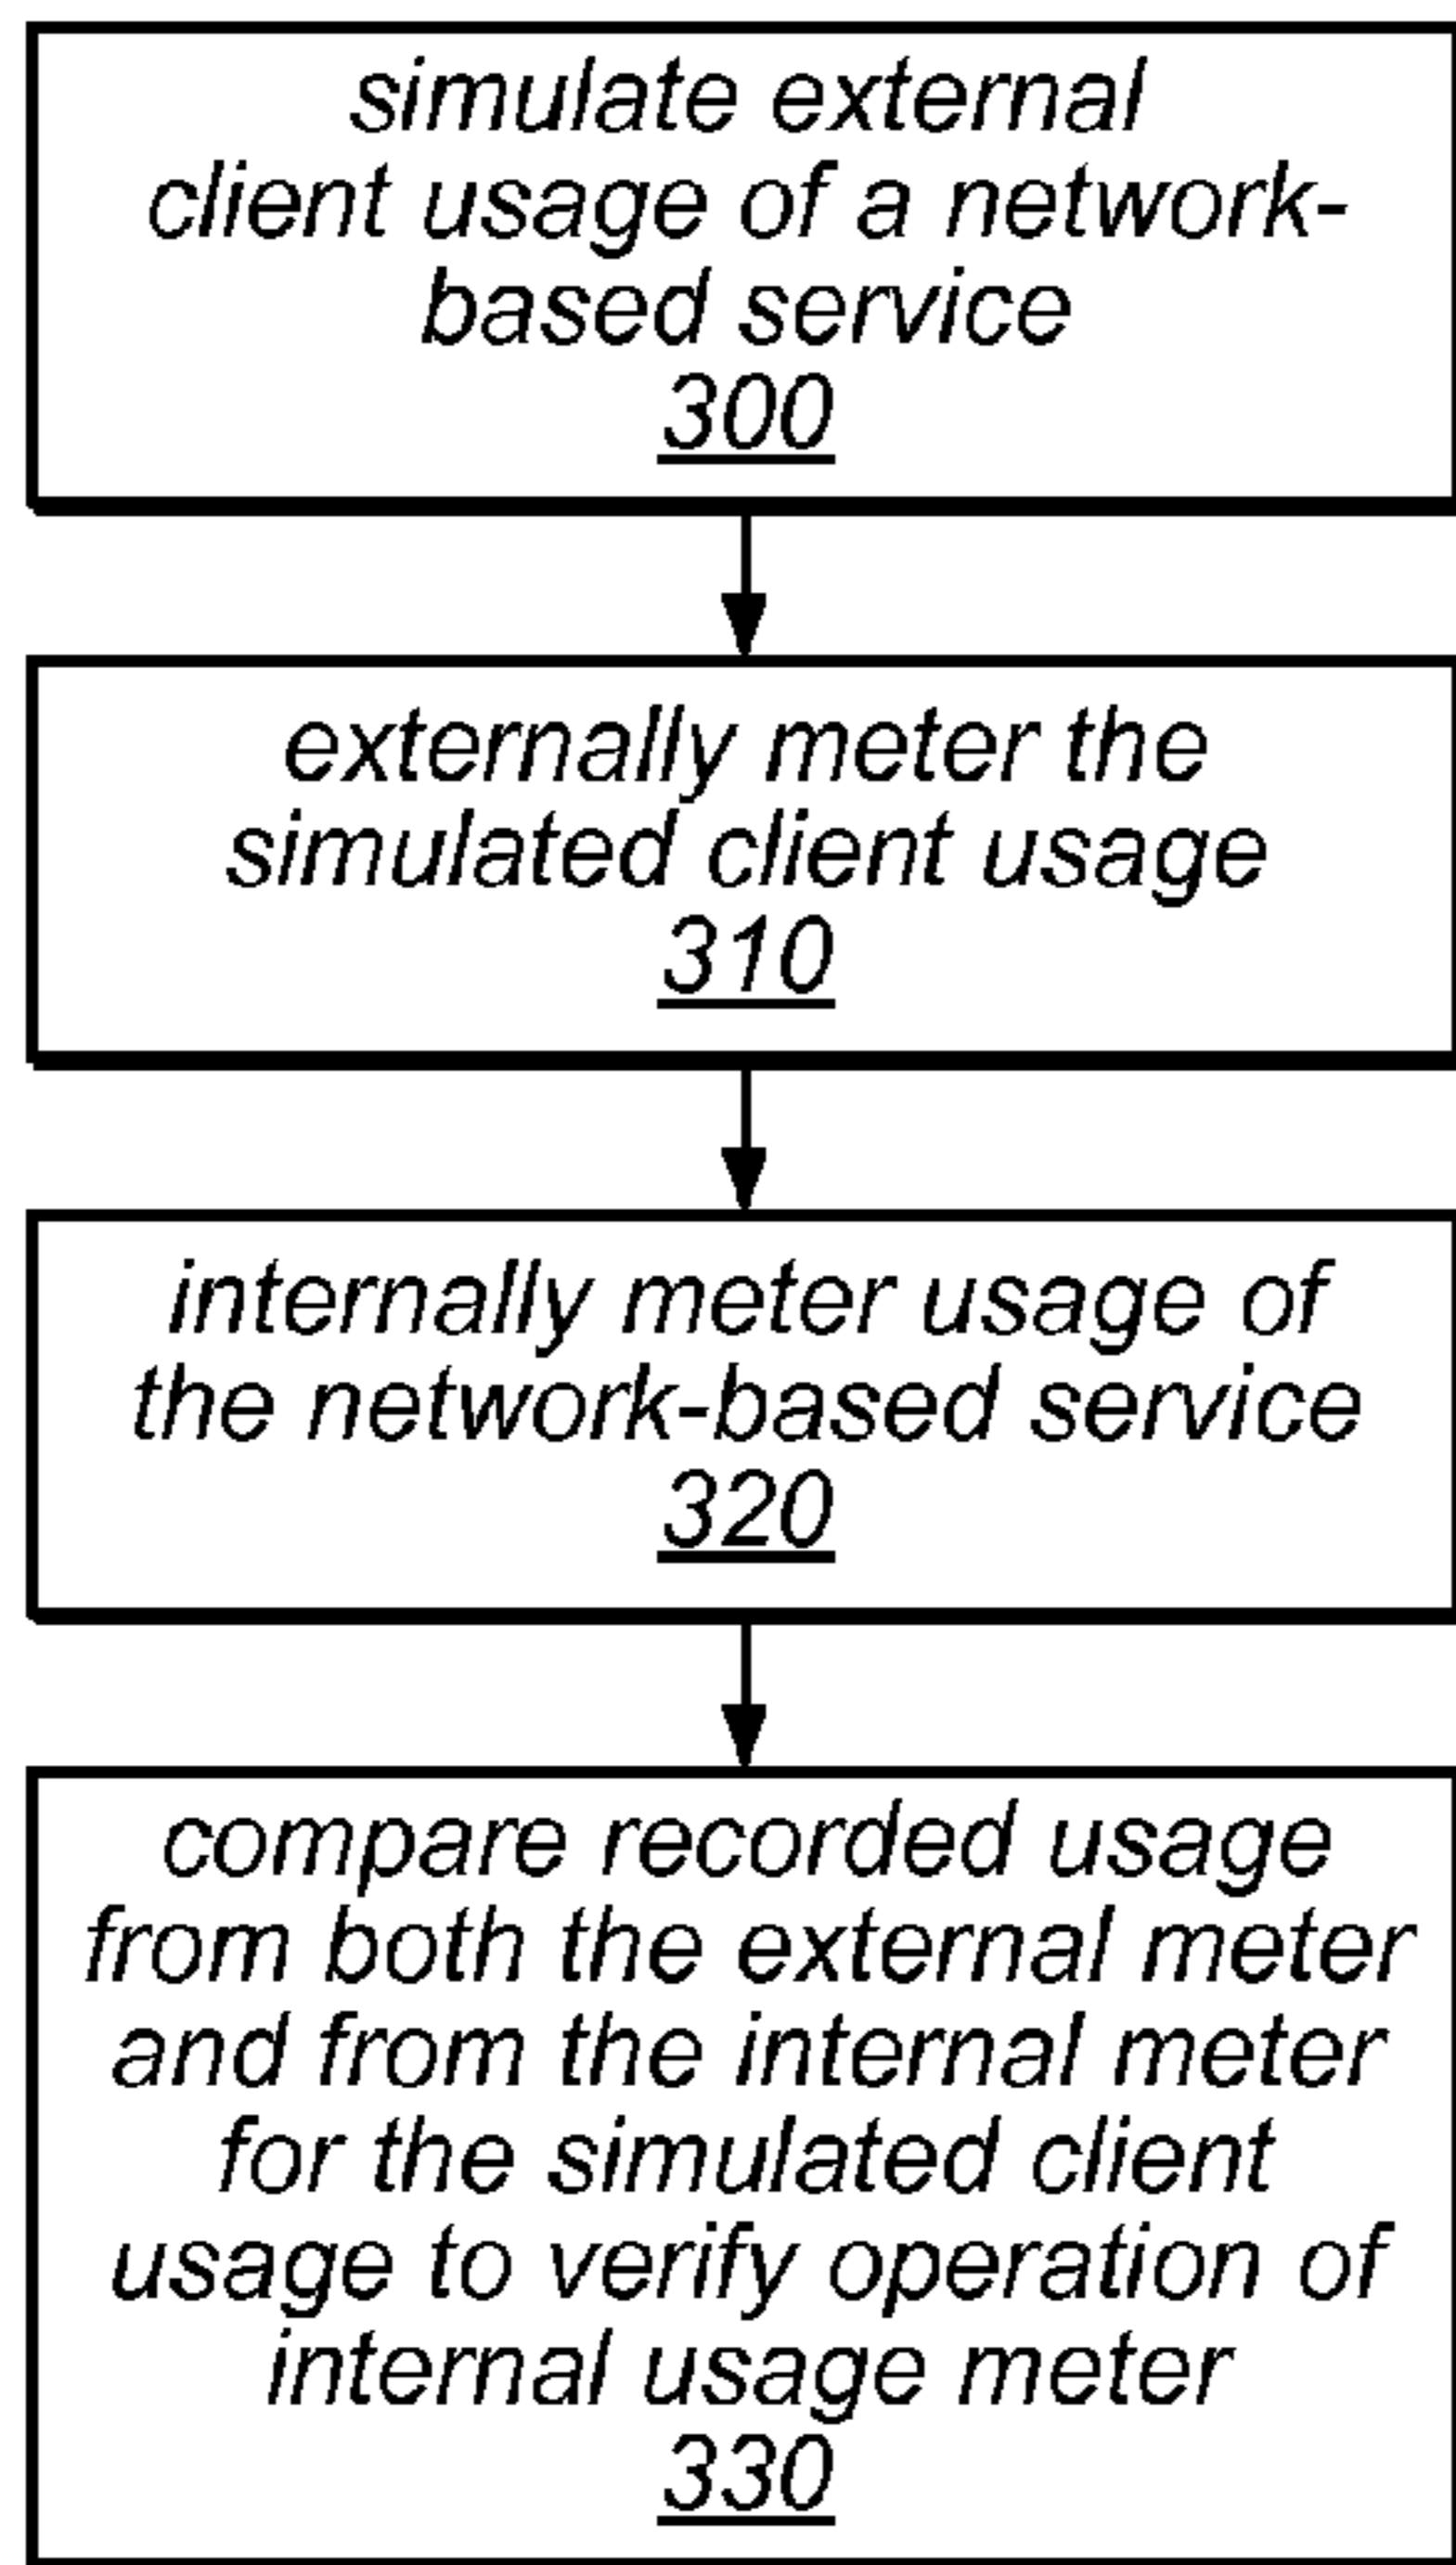 simulate external
client usage of a network-
based service
300
externally meter the
simulated client usage
310
internally meter usage of
the network-based service
320
compare recorded usage
from both the external meter
and from the internal meter
for the simulated client
usage to verify operation of
internal usage meter
330